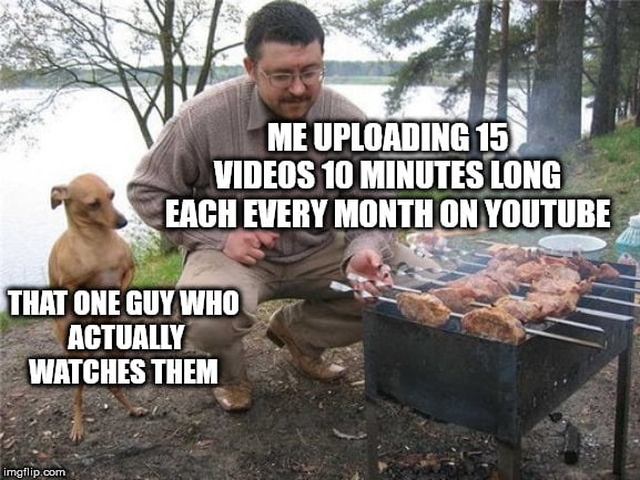 ME UPLOADING 15
VIDEOS 10 MINUTES LONG
EACH EVERY MONTH ON YOUTUBE
THAT ONE GUY WHO
ACTUALLY
WATCHES THEM
imgflip.com